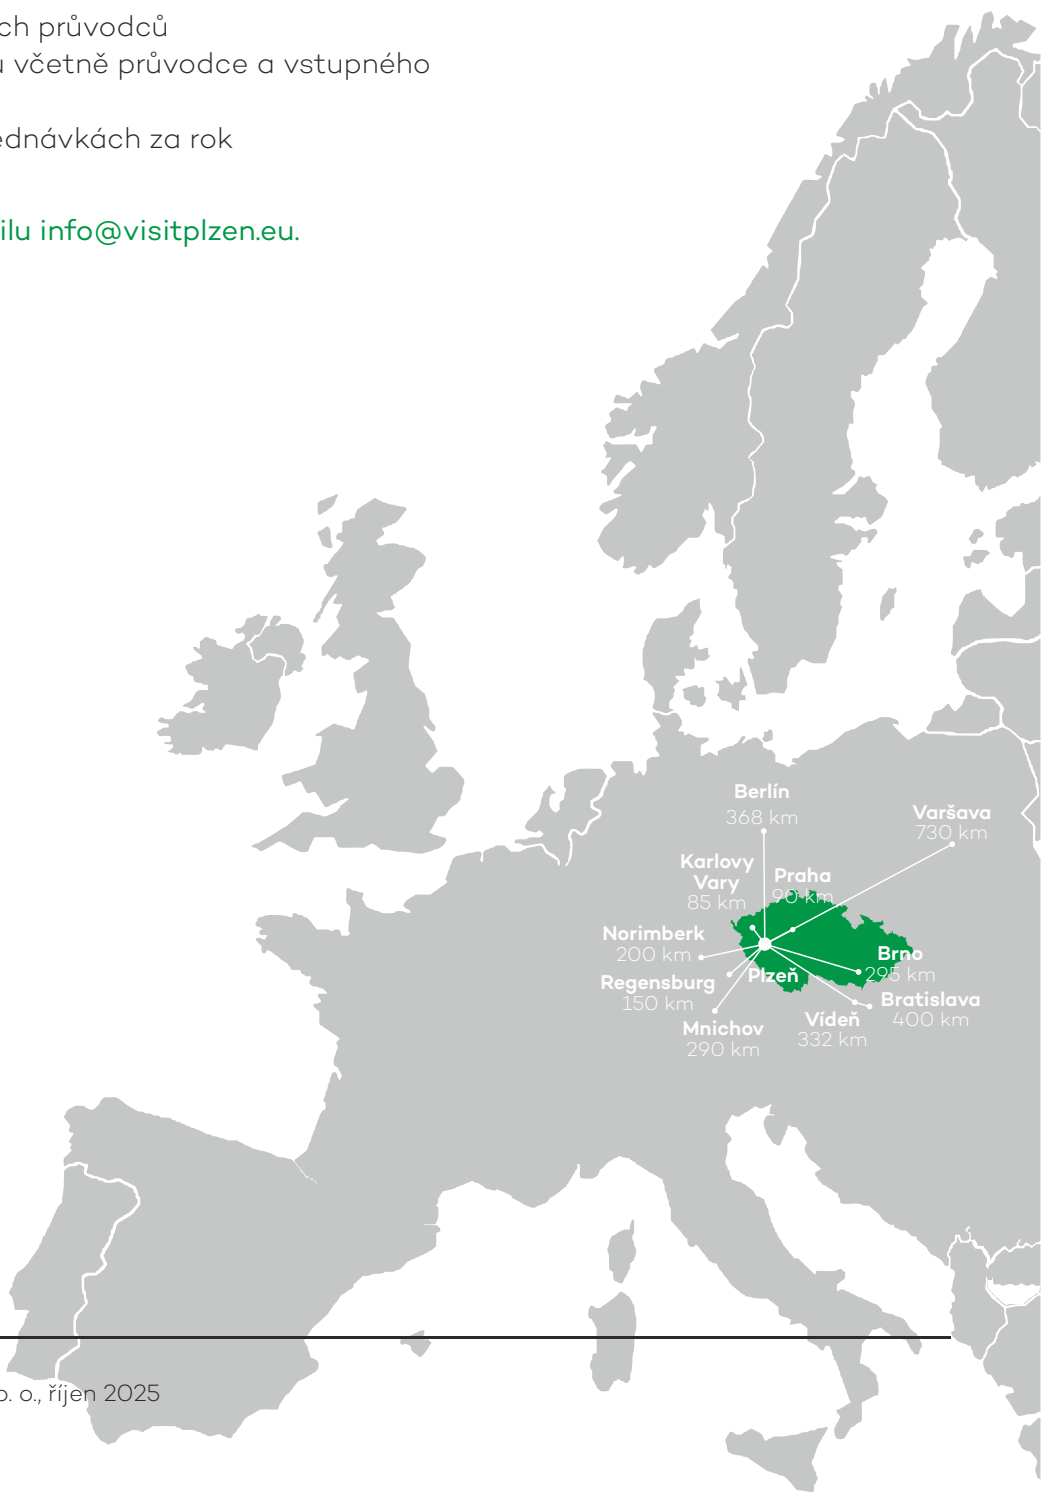 ch průvodců
včetně průvodce a vstupného
ednávkách za rok
ilu info@visitplzen.eu.
Berlín
368 km
Varšava
730 km
Karlovy
Vary
85 km
Praha
90 km
Norimberk
200 km
Brno
295 km
Plzeň
Regensburg
150 km
Bratislava
400 km
Vídeň
332 km
Mnichov
290 km
o. o., říjen 2025